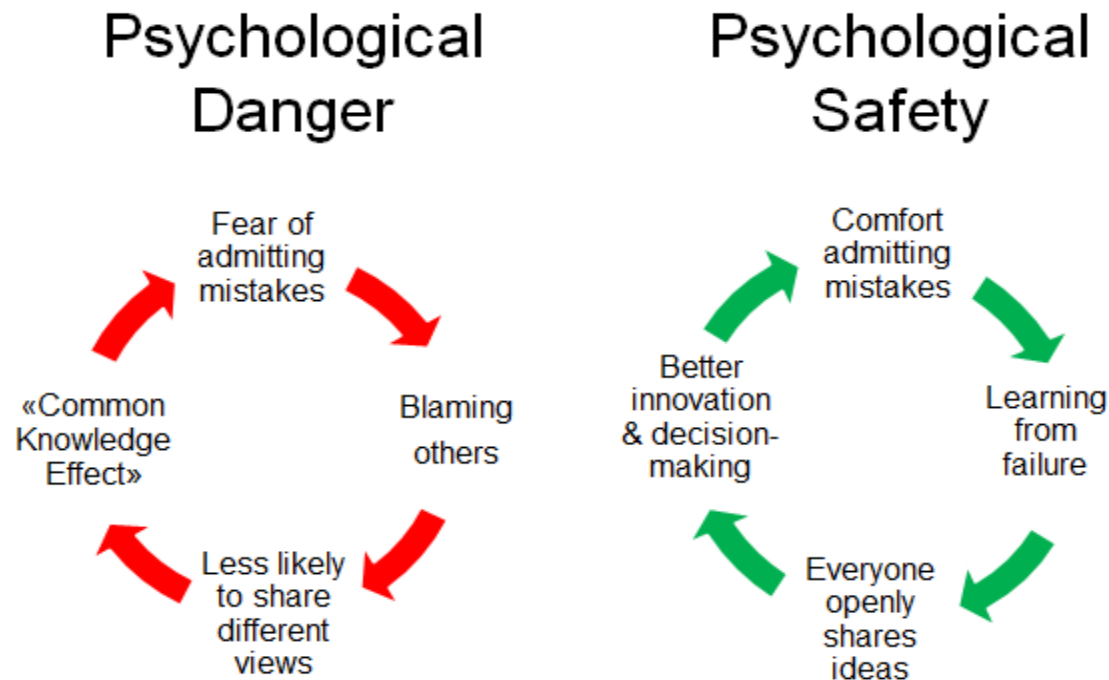 Psychological
Danger
Fear of
admitting
mistakes
Blaming
others
Less likely
to share
different
views
«Common
Knowledge
Effect»
Psychological
Safety
Comfort
admitting
mistakes
Learning
from
failure
Everyone
openly
shares
ideas
Better
innovation
& decision-
making